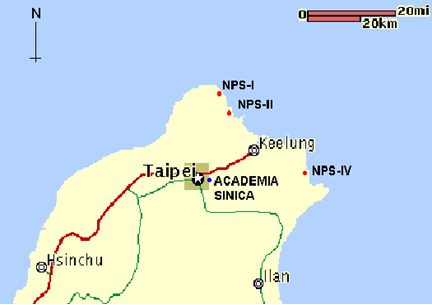 N
0 20mi
20km
NPS-I
NPS-II
Keelung
Taipei
NPS-IV
ACADEMIA
SINICA
Hsinchu
Ilan